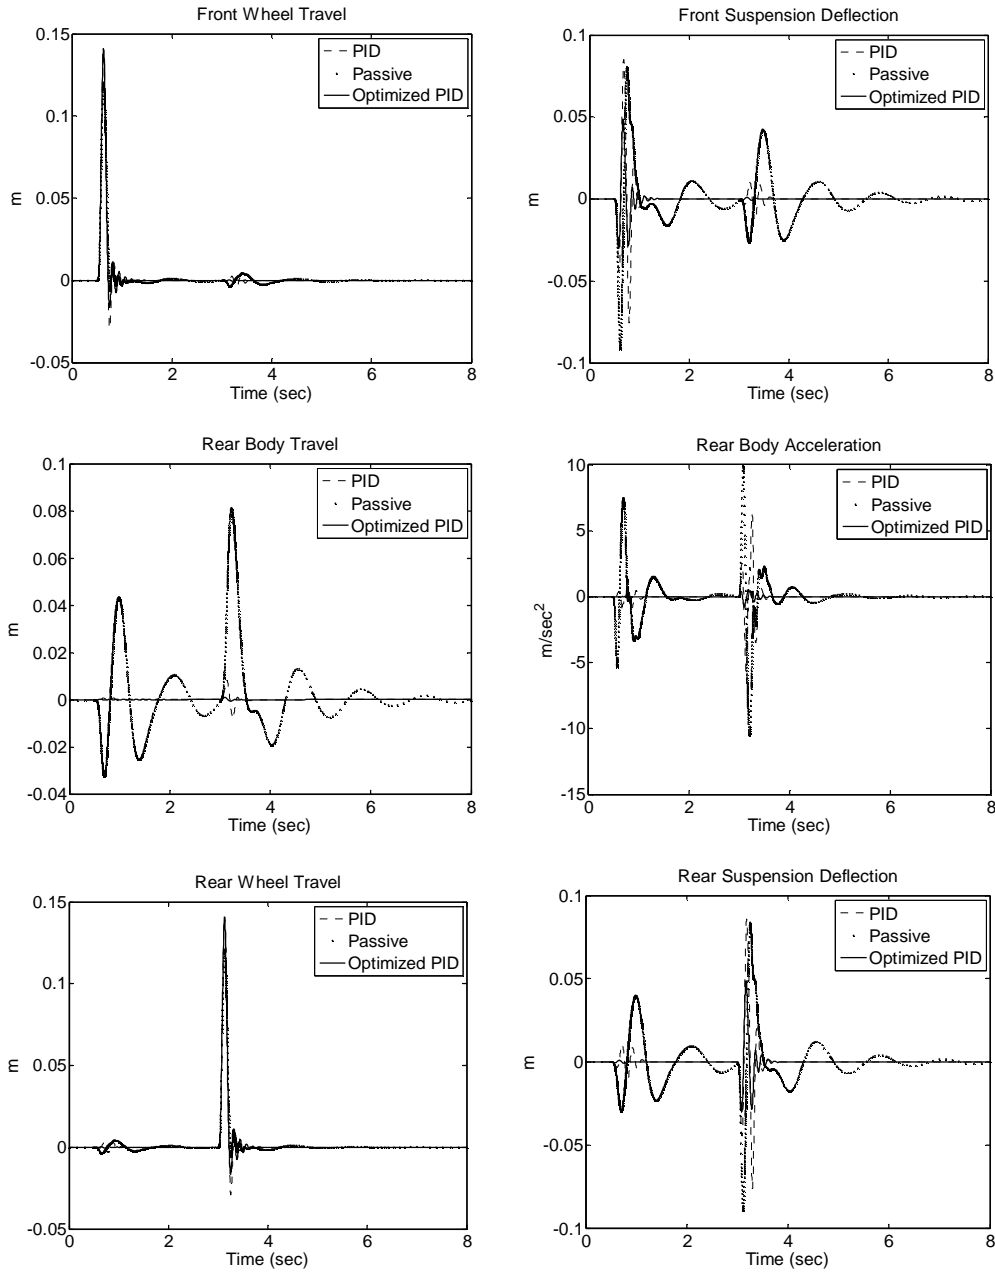 Front Wheel Travel
0.15
0.1
0.05
0
-0.05
m
PID
Passive
Optimized PID
0 2 4 6 8
Time (sec)
Front Suspension Deflection
0.1
0.05
0
-0.05
-0.1
m
PID
Passive
Optimized PID
0 2 4 6 8
Time (sec)
Rear Body Travel
0.1
0.08
0.06
0.04
0.02
0
-0.02
-0.04
m
PID
Passive
Optimized PID
0 2 4 6 8
Time (sec)
Rear Body Acceleration
10
5
0
-5
-10
-15
m/sec²
PID
Passive
Optimized PID
0 2 4 6 8
Time (sec)
Rear Wheel Travel
0.15
0.1
0.05
0
-0.05
m
PID
Passive
Optimized PID
0 2 4 6 8
Time (sec)
Rear Suspension Deflection
0.1
0.05
0
-0.05
-0.1
m
PID
Passive
Optimized PID
0 2 4 6 8
Time (sec)